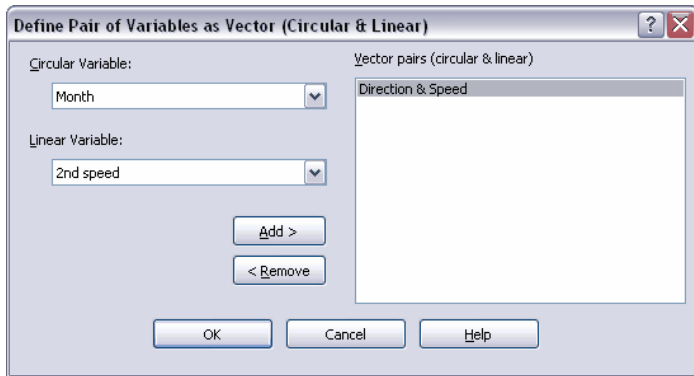 Define Pair of Variables as Vector (Circular & Linear)
Circular Variable:
Month
Linear Variable:
2nd speed
Vector pairs (circular & linear)
Direction & Speed
Add >
< Remove
OK
Cancel
Help